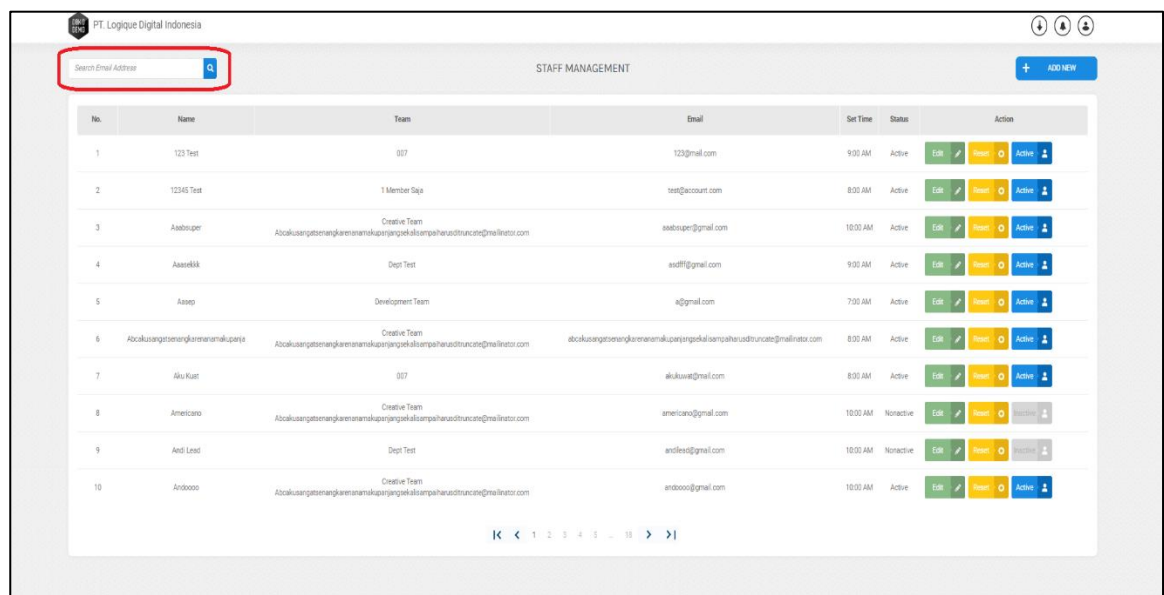 DOKIT DEMO PT. Logique Digital Indonesia
Search Email Address STAFF MANAGEMENT + ADD NEW
No. Name Team Email Set Time Status Action
1 123 Test 007 123@mail.com 9:00 AM Active Edit Reset Active
2 12345 Test 1 Member Saja test@account.com 8:00 AM Active Edit Reset Active
3 Aaabsuper Creative Team aaabsuper@gmail.com 10:00 AM Active Edit Reset Active
Abcakusangatsenangkarenanamakupanjangsekalisampaiharusditruncate@mailinator.com
4 Aaasekkk Dept Test asdfff@gmail.com 9:00 AM Active Edit Reset Active
5 Aasep Development Team a@gmail.com 7:00 AM Active Edit Reset Active
6 Abcakusangatsenangkarenanamakupanja Creative Team abcakusangatsenangkarenanamakupanjangsekalisampaiharusditruncate@mailinator.com 8:00 AM Active Edit Reset Active
Abcakusangatsenangkarenanamakupanjangsekalisampaiharusditruncate@mailinator.com
7 Aku Kuat 007 akukuwat@mail.com 8:00 AM Active Edit Reset Active
8 Americano Creative Team americano@gmail.com 10:00 AM Nonactive Edit Reset Inactive
Abcakusangatsenangkarenanamakupanjangsekalisampaiharusditruncate@mailinator.com
9 Andi Lead Dept Test andilead@gmail.com 10:00 AM Nonactive Edit Reset Inactive
10 Andoooo Creative Team andoooo@gmail.com 10:00 AM Active Edit Reset Active
Abcakusangatsenangkarenanamakupanjangsekalisampaiharusditruncate@mailinator.com
1 2 3 4 5 ... 18